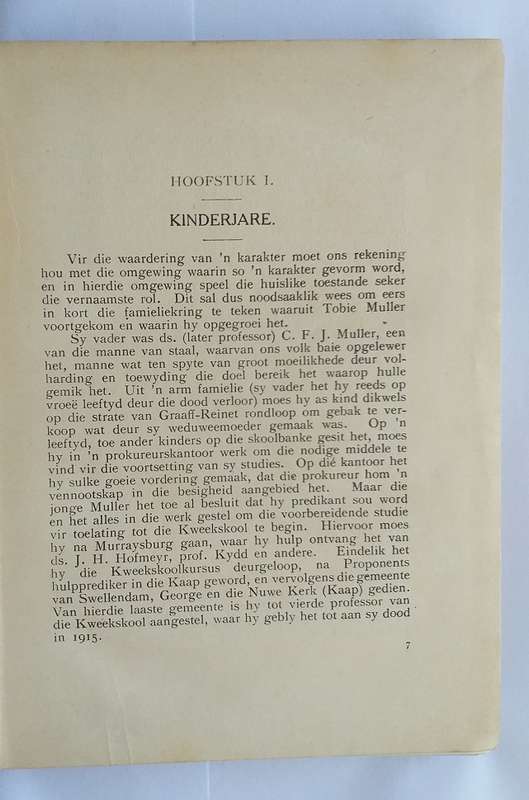 HOOFSTUK I.
KINDERJARE.
Vir die waardering van 'n karakter moet ons rekening
hou met die omgewing waarin so 'n karakter gevorm word,
en in hierdie omgewing speel die huislike toestande seker
die vernaamste rol. Dit sal dus noodsaaklik wees om eers
in kort die famieliekring te teken waaruit Tobie Muller
voortgekom en waarin hy opgegroei het.
Sy vader was ds. (later professor) C. F. J. Muller, een
van die manne van staal, waarvan ons volk baie opgelewer
het, manne wat ten spyte van groot moeilikhede deur vol-
harding en toewyding die doel bereik het waarop hulle
gemik het. Uit 'n arm famielie (sy vader het hy reeds op
vroeë leeftyd deur die dood verloor) moes hy as kind dikwels
op die strate van Graaff-Reinet rondloop om gebak te ver-
koop wat deur sy weduweemoeder gemaak was. Op 'n
leeftyd, toe ander kinders op die skoolbanke gesit het, moes
hy in 'n prokureurskantoor werk om die nodige middele te
vind vir die voortsetting van sy studies. Op dié kantoor het
hy sulke goeie vordering gemaak, dat die prokureur hom 'n
vennootskap in die besigheid aangebied het. Maar die
jonge Muller het toe al besluit dat hy predikant sou word
en het alles in die werk gestel om die voorbereidende studie
vir toelating tot die Kweekskool te begin. Hiervoor moes
hy na Murraysburg gaan, waar hy hulp ontvang het van
ds. J. H. Hofmeyr, prof. Kydd en andere. Eindelik het
hy die Kweekskoolkursus deurgeloop, na Proponents
hulpprediker in die Kaap geword, en vervolgens die gemeente
van Swellendam, George en die Nuwe Kerk (Kaap) gedien.
Van hierdie laaste gemeente is hy tot vierde professor van
die Kweekskool aangestel, waar hy gebly het tot aan sy dood
in 1915.
7